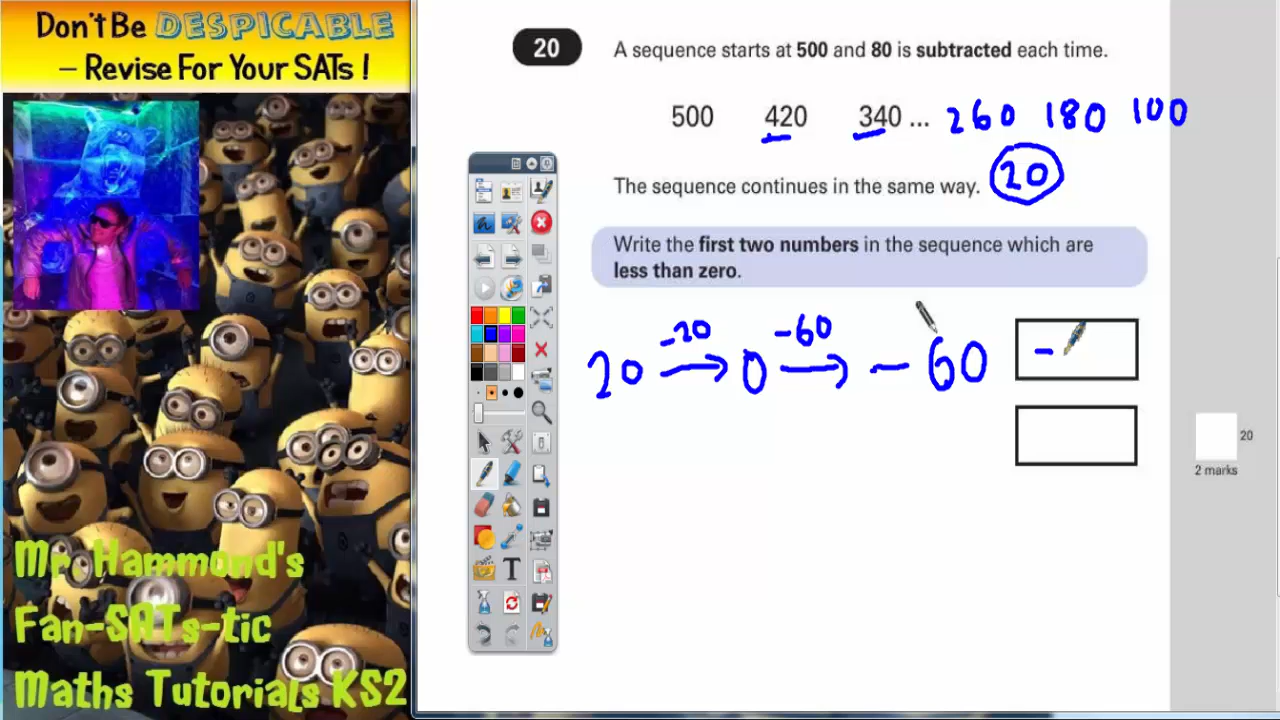 Don't Be DESPICABLE
– Revise For Your SATs !
Mr Hammond's
Fan-SATs-tic
Maths Tutorials KS2
20 A sequence starts at 500 and 80 is subtracted each time.
500 420 340 ... 260 180 100
The sequence continues in the same way. 20
Write the first two numbers in the sequence which are
less than zero.
-20 -60
20 → 0 → - 60
-
20
2 marks
T